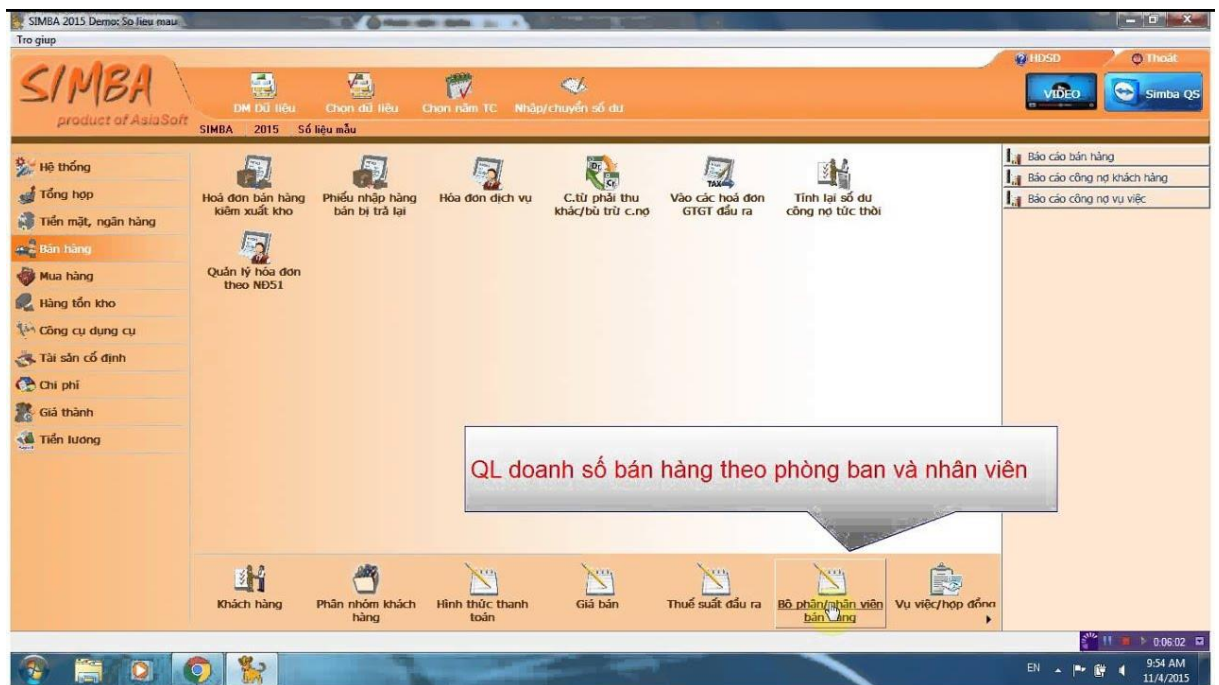 SIMBA 2015 Demo: So lieu mau
Tro giup
HDSD
Thoát
SIMBA
product of AsiaSoft
DM Dữ liệu
Chọn dữ liệu
Chọn năm TC
Nhập/chuyển số dư
VIDEO
Simba QS
SIMBA 2015 Số liệu mẫu
Hệ thống
Tổng hợp
Tiền mặt, ngân hàng
Bán hàng
Mua hàng
Hàng tồn kho
Công cụ dụng cụ
Tài sản cố định
Chi phí
Giá thành
Tiền lương
Hoá đơn bán hàng
kiêm xuất kho
Phiếu nhập hàng
bán bị trả lại
Hóa đơn dịch vụ
C.từ phải thu
khác/bù trừ c.nợ
Vào các hoá đơn
GTGT đầu ra
Tính lại số dư
công nợ tức thời
Quản lý hóa đơn
theo NĐ51
Báo cáo bán hàng
Báo cáo công nợ khách hàng
Báo cáo công nợ vụ việc
QL doanh số bán hàng theo phòng ban và nhân viên
Khách hàng
Phân nhóm khách
hàng
Hình thức thanh
toán
Giá bán
Thuế suất đầu ra
Bộ phận/nhân viên
bán hàng
Vụ việc/hợp đồng
0:06:02
EN
9:54 AM
11/4/2015